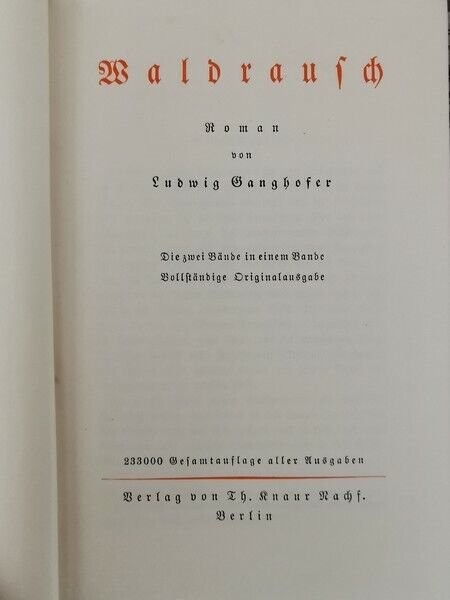 Waldrauſch
Roman
von
Ludwig Ganghofer
Die zwei Bände in einem Bande
Vollſtändige Originalausgabe
233000 Geſamtauflage aller Ausgaben
Verlag von Th. Knaur Nachf.
Berlin